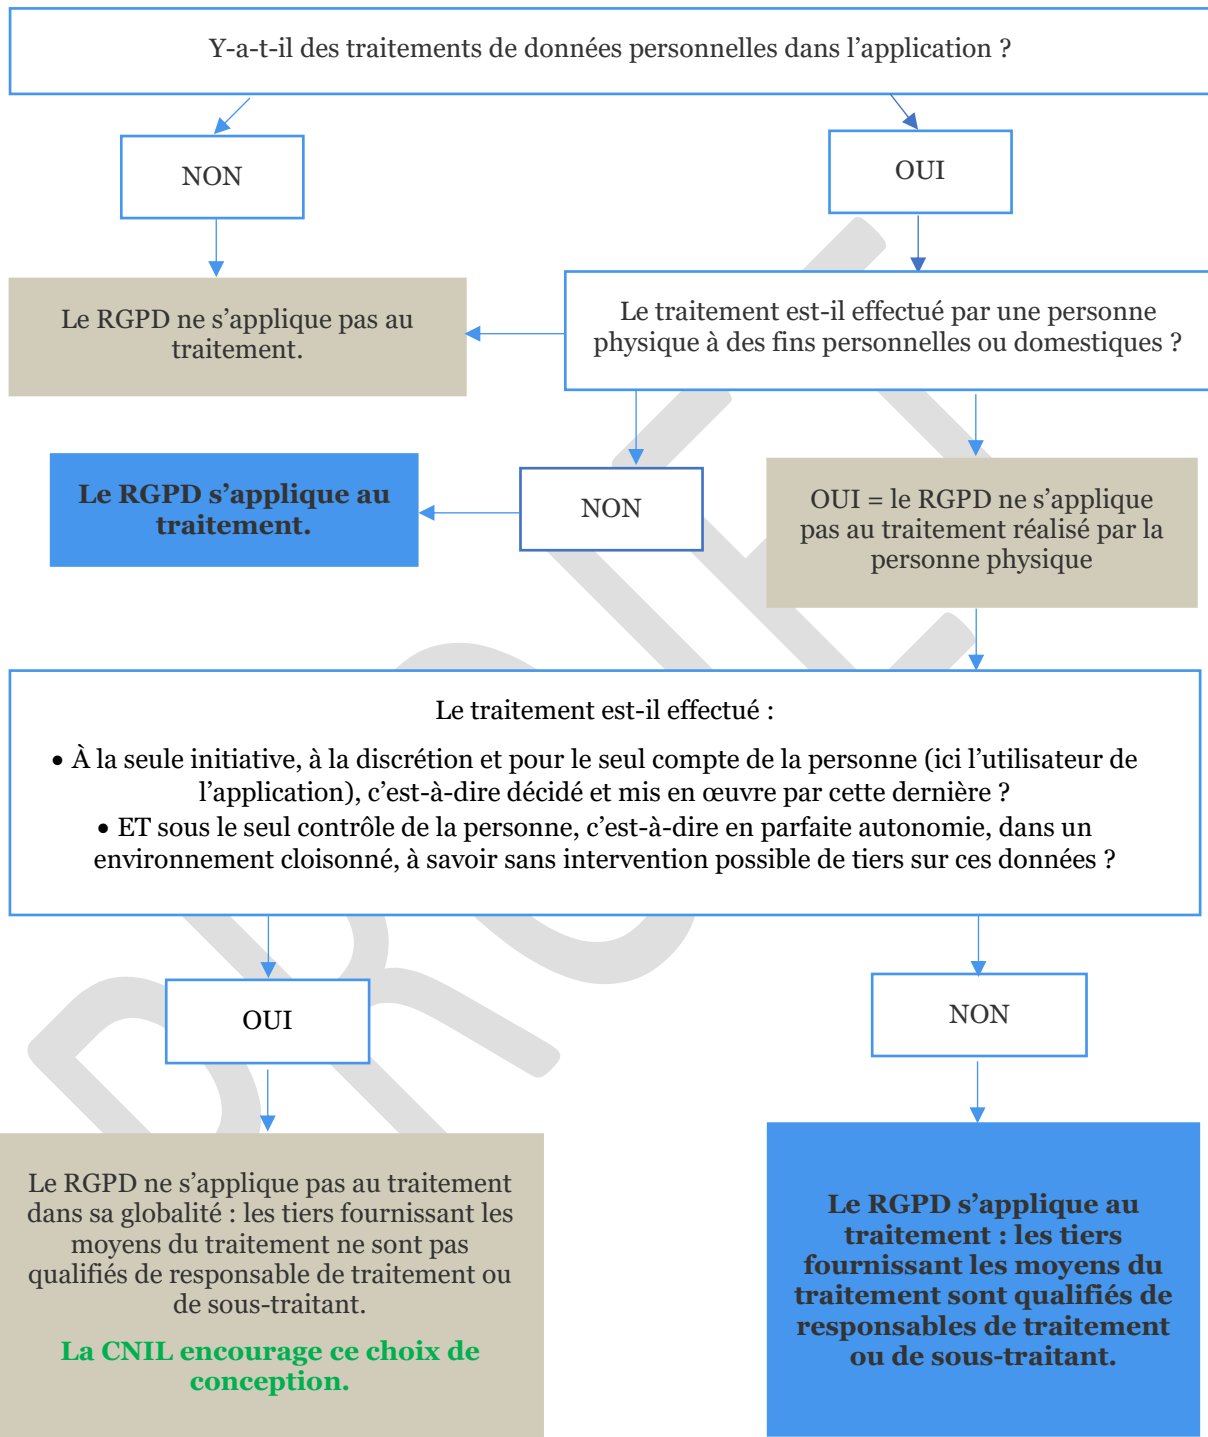 Y-a-t-il des traitements de données personnelles dans l’application ?
NON
OUI
Le RGPD ne s’applique pas au
traitement.
Le traitement est-il effectué par une personne
physique à des fins personnelles ou domestiques ?
Le RGPD s’applique au
traitement.
NON
OUI = le RGPD ne s’applique
pas au traitement réalisé par la
personne physique
Le traitement est-il effectué :
• À la seule initiative, à la discrétion et pour le seul compte de la personne (ici l’utilisateur de
l’application), c’est-à-dire décidé et mis en œuvre par cette dernière ?
• ET sous le seul contrôle de la personne, c’est-à-dire en parfaite autonomie, dans un
environnement cloisonné, à savoir sans intervention possible de tiers sur ces données ?
OUI
NON
Le RGPD ne s’applique pas au traitement
dans sa globalité : les tiers fournissant les
moyens du traitement ne sont pas
qualifiés de responsable de traitement ou
de sous-traitant.
La CNIL encourage ce choix de
conception.
Le RGPD s’applique au
traitement : les tiers
fournissant les moyens du
traitement sont qualifiés de
responsables de traitement
ou de sous-traitant.
PROJET